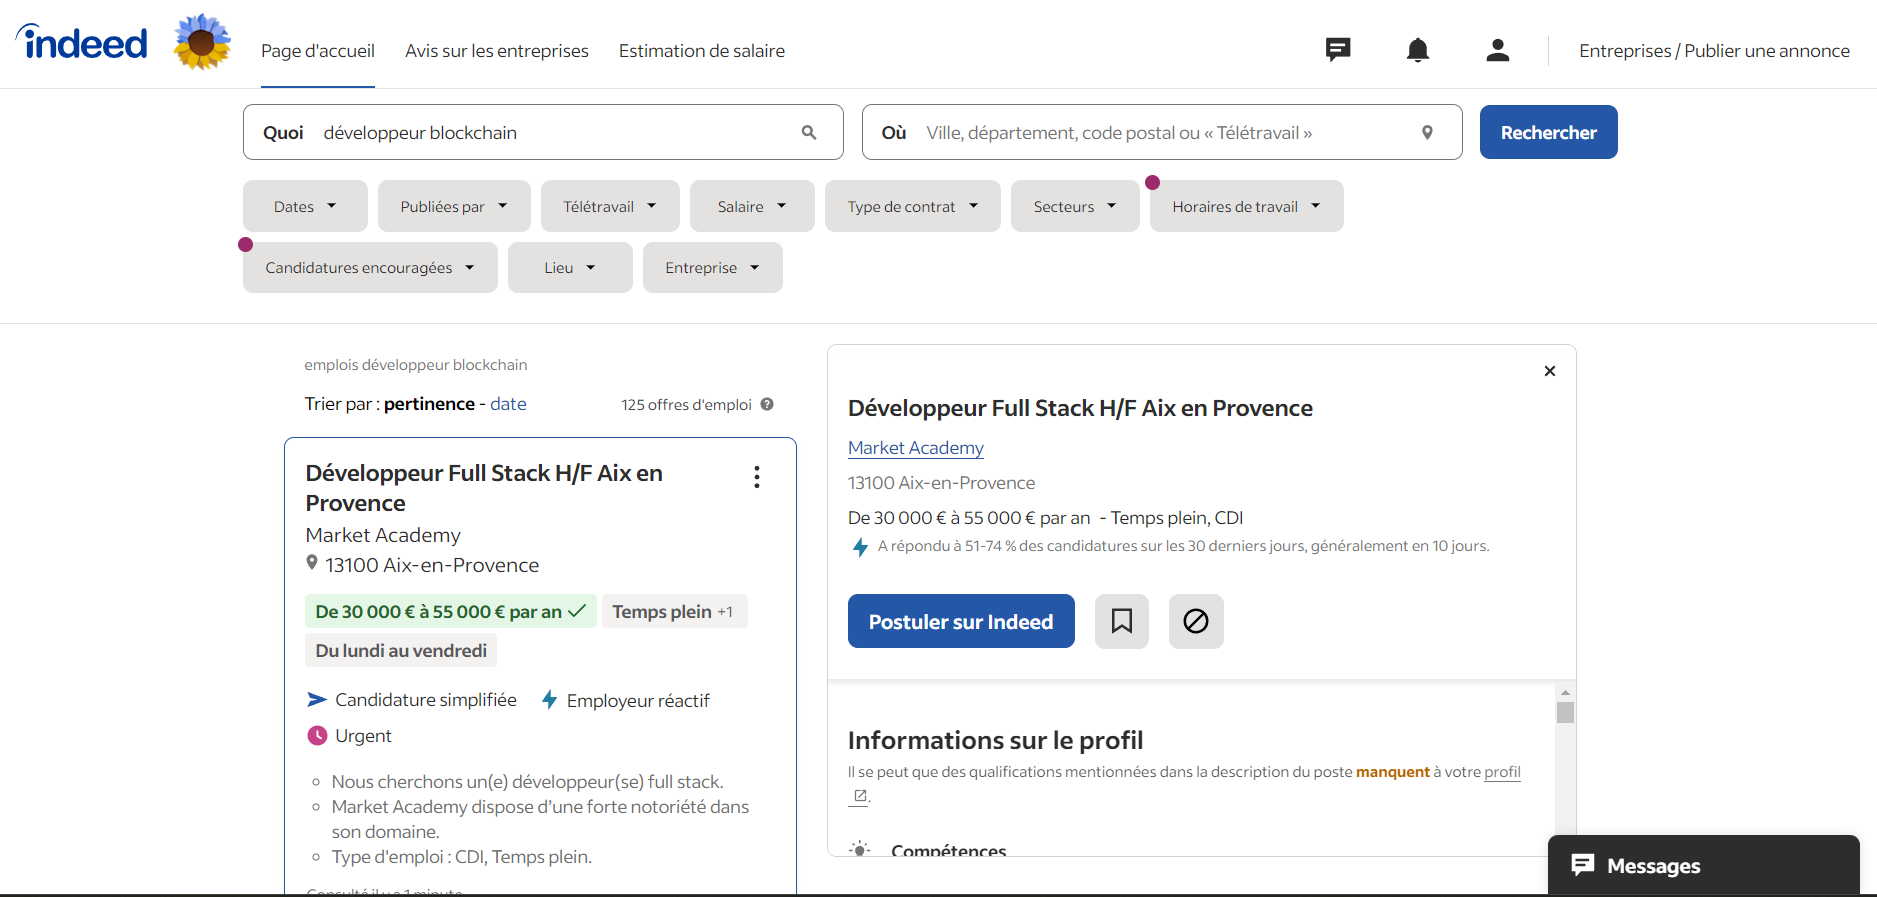 indeed
Page d'accueil
Avis sur les entreprises
Estimation de salaire
Entreprises / Publier une annonce
Quoi développeur blockchain
Où Ville, département, code postal ou « Télétravail »
Rechercher
Dates
Publiées par
Télétravail
Salaire
Type de contrat
Secteurs
Horaires de travail
Candidatures encouragées
Lieu
Entreprise
emplois développeur blockchain
Trier par : pertinence - date
125 offres d'emploi ?
Développeur Full Stack H/F Aix en
Provence
Market Academy
13100 Aix-en-Provence
De 30 000 € à 55 000 € par an
Temps plein +1
Du lundi au vendredi
Candidature simplifiée
Employeur réactif
Urgent
Nous cherchons un(e) développeur(se) full stack.
Market Academy dispose d’une forte notoriété dans
son domaine.
Type d'emploi : CDI, Temps plein.
Consulté il y a 1 minute
Développeur Full Stack H/F Aix en Provence
Market Academy
13100 Aix-en-Provence
De 30 000 € à 55 000 € par an - Temps plein, CDI
A répondu à 51-74 % des candidatures sur les 30 derniers jours, généralement en 10 jours.
Postuler sur Indeed
Informations sur le profil
Il se peut que des qualifications mentionnées dans la description du poste manquent à votre profil
.
Compétences
Messages